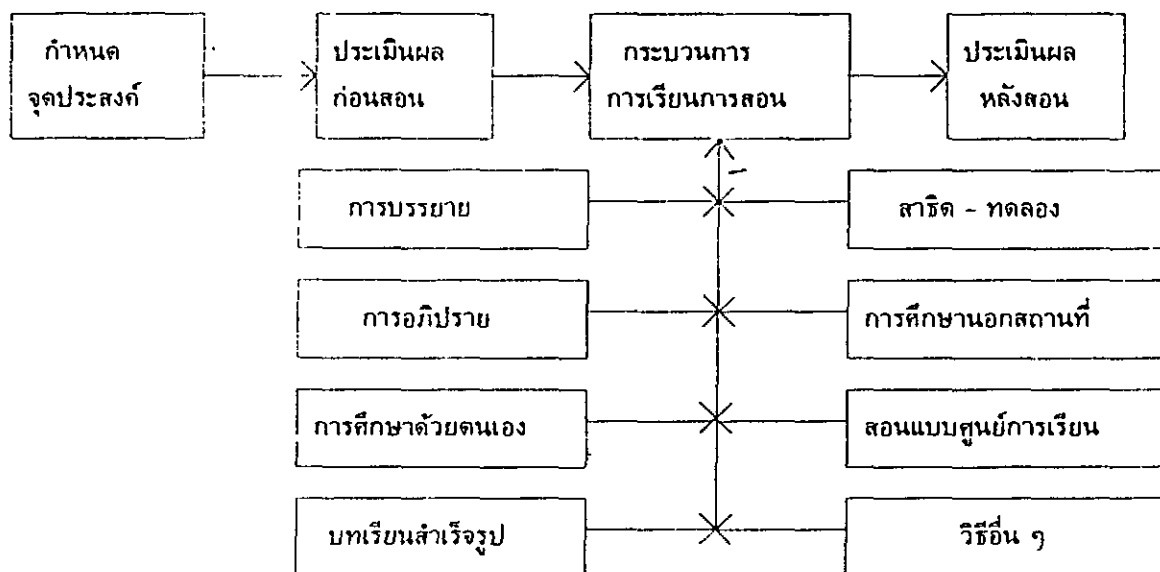 กำหนด
จุดประสงค์
ประเมินผล
ก่อนสอน
กระบวนการ
การเรียนการสอน
ประเมินผล
หลังสอน
การบรรยาย
สาธิต - ทดลอง
การอภิปราย
การศึกษานอกสถานที่
การศึกษาด้วยตนเอง
สอนแบบศูนย์การเรียน
บทเรียนสำเร็จรูป
วิธีอื่น ๆ